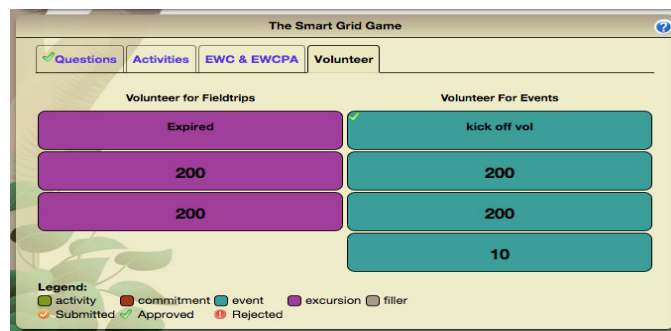 The Smart Grid Game
?
Questions Activities EWC & EWCPA Volunteer
Volunteer for Fieldtrips Volunteer For Events
Expired kick off vol
200 200
200 200
10
Legend:
activity commitment event excursion filler
Submitted Approved Rejected